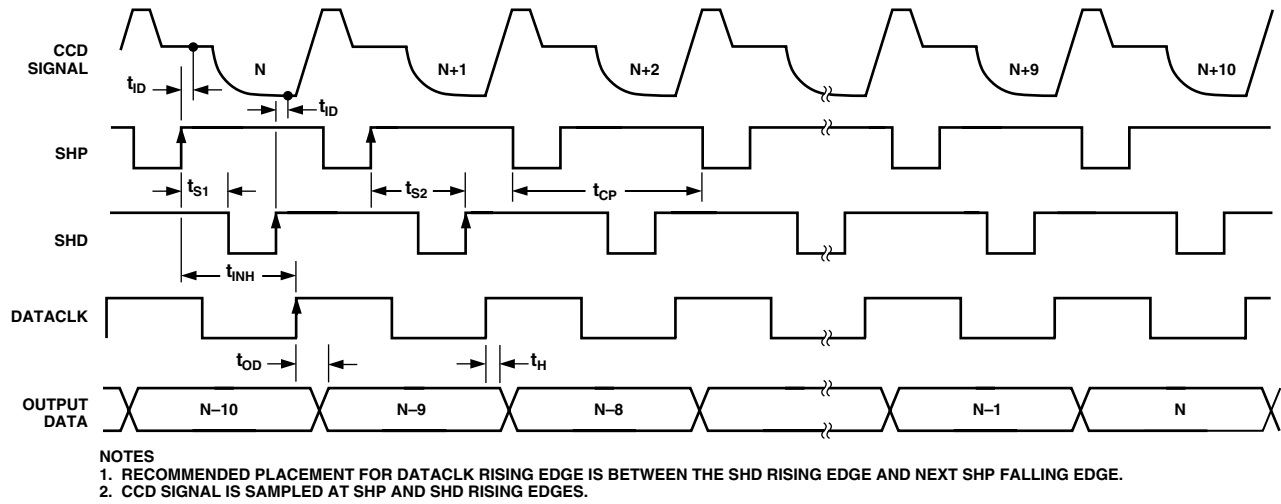 CCD
SIGNAL
N
N+1
N+2
N+9
N+10
tID
tID
SHP
tS1
tS2
tCP
SHD
tINH
DATACLK
tOD
tH
OUTPUT
DATA
N–10
N–9
N–8
N–1
N
NOTES
1. RECOMMENDED PLACEMENT FOR DATACLK RISING EDGE IS BETWEEN THE SHD RISING EDGE AND NEXT SHP FALLING EDGE.
2. CCD SIGNAL IS SAMPLED AT SHP AND SHD RISING EDGES.